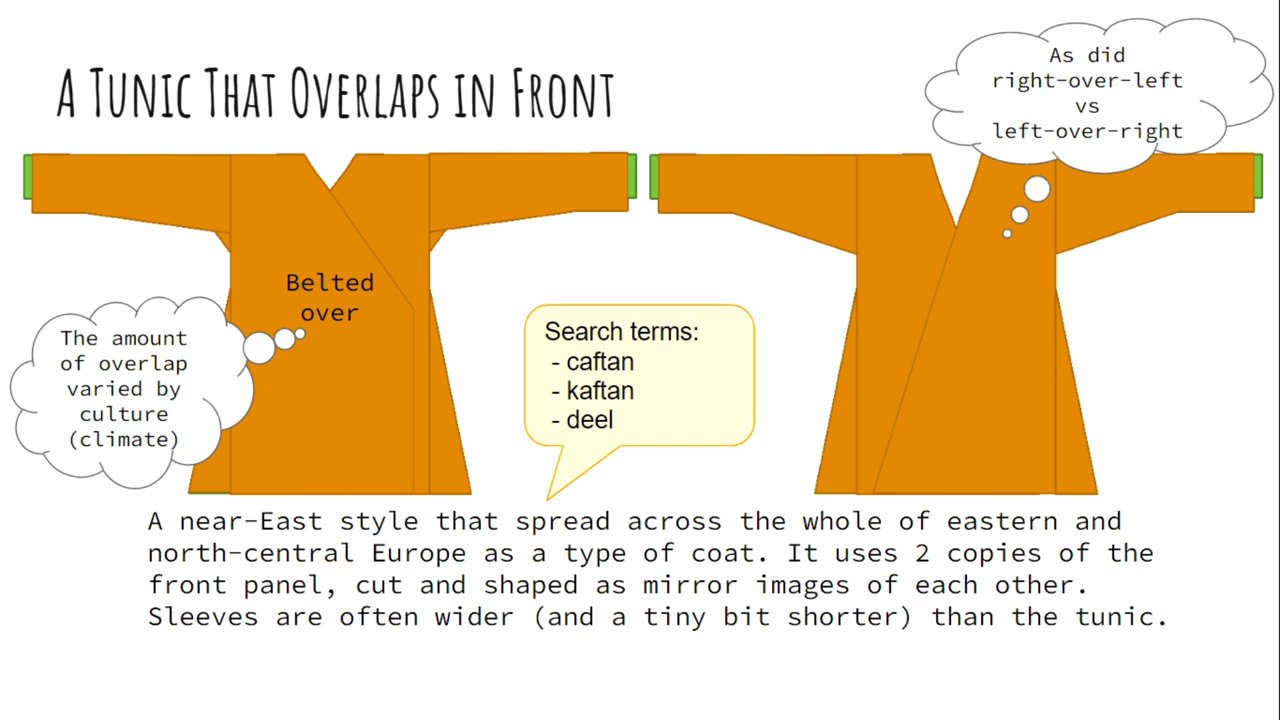 A Tunic That Overlaps in Front
As did
right-over-left
vs
left-over-right
Belted
over
The amount
of overlap
varied by
culture
(climate)
Search terms:
- caftan
- kaftan
- deel
A near-East style that spread across the whole of eastern and
north-central Europe as a type of coat. It uses 2 copies of the
front panel, cut and shaped as mirror images of each other.
Sleeves are often wider (and a tiny bit shorter) than the tunic.